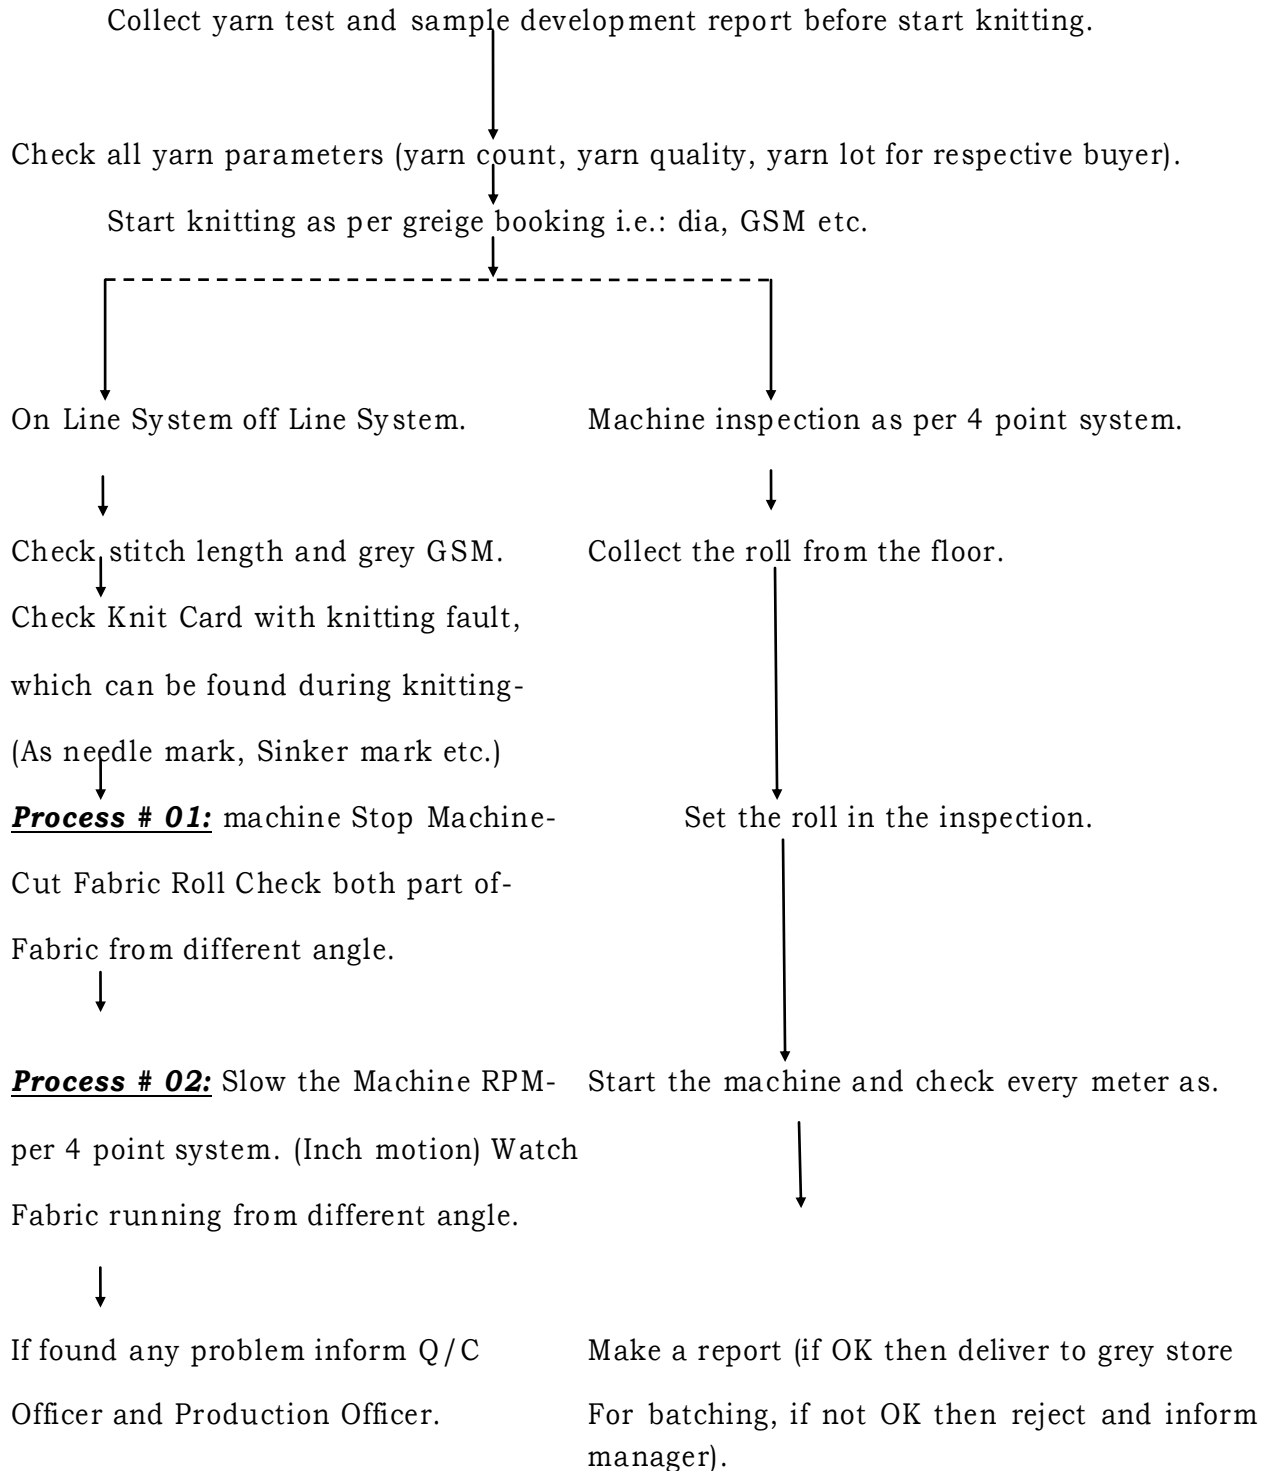 Collect yarn test and sample development report before start knitting.
Check all yarn parameters (yarn count, yarn quality, yarn lot for respective buyer).
Start knitting as per greige booking i.e.: dia, GSM etc.
On Line System off Line System.
Machine inspection as per 4 point system.
Check stitch length and grey GSM.
Collect the roll from the floor.
Check Knit Card with knitting fault,
which can be found during knitting-
(As needle mark, Sinker mark etc.)
Process # 01: machine Stop Machine-
Set the roll in the inspection.
Cut Fabric Roll Check both part of-
Fabric from different angle.
Process # 02: Slow the Machine RPM-
Start the machine and check every meter as.
per 4 point system. (Inch motion) Watch
Fabric running from different angle.
If found any problem inform Q/C
Make a report (if OK then deliver to grey store
Officer and Production Officer.
For batching, if not OK then reject and inform
manager).